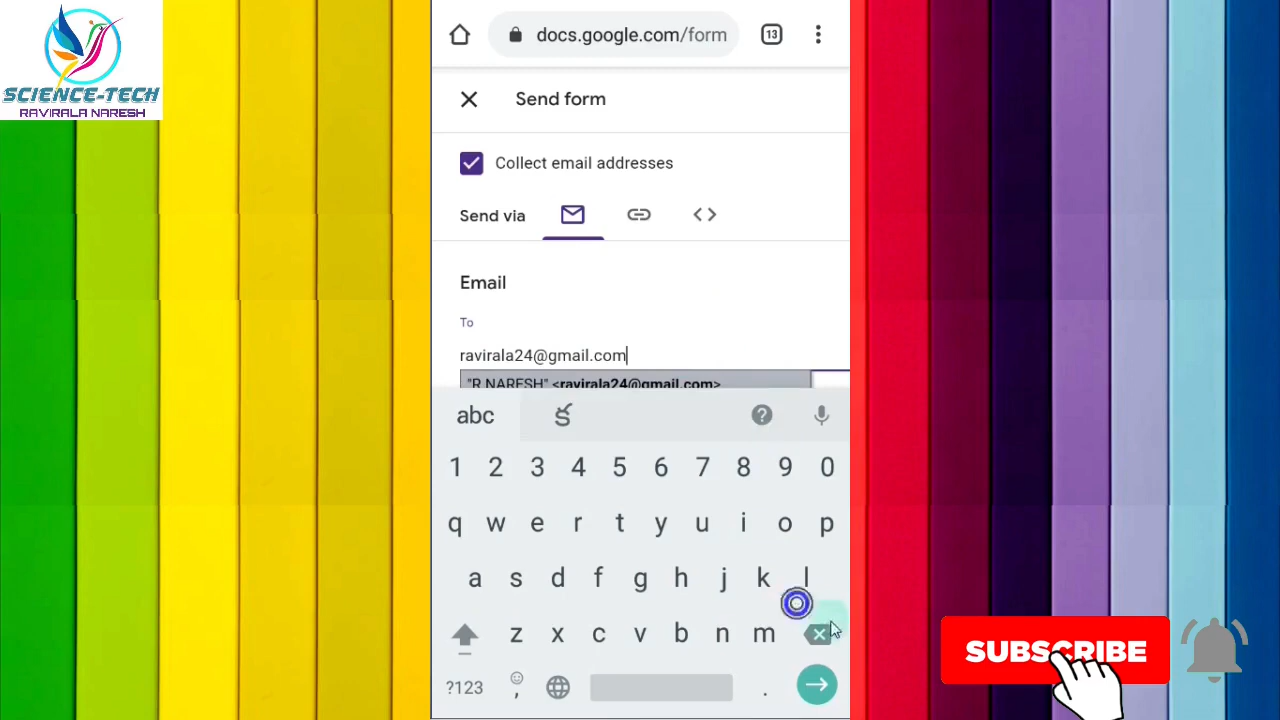 SCIENCE-TECH
RAVIRALA NARESH
docs.google.com/form
13
Send form
Collect email addresses
Send via
Email
To
ravirala24@gmail.com
"R NARESH" <ravirala24@gmail.com>
abc
1 2 3 4 5 6 7 8 9 0
q w e r t y u i o p
a s d f g h j k l
z x c v b n m
?123 , .
SUBSCRIBE